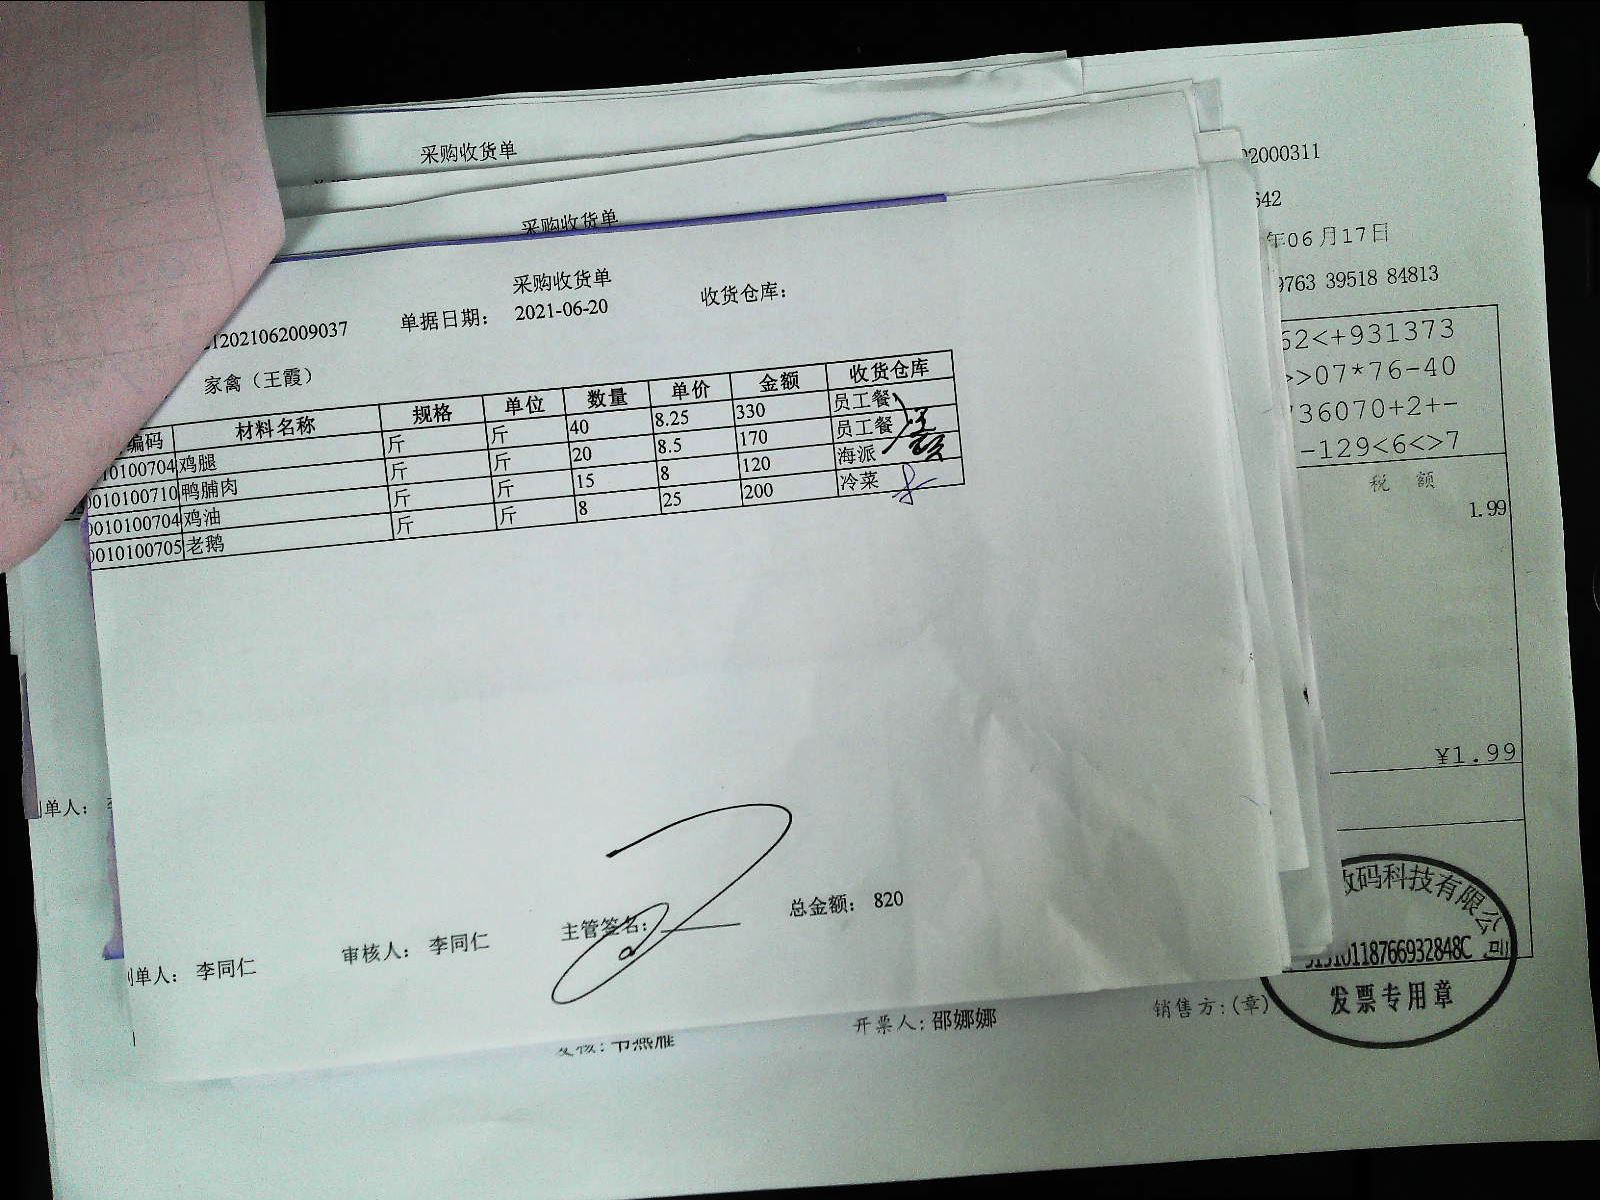 采购收货单
采购收货单
采购收货单
12021062009037 单据日期: 2021-06-20 收货仓库:
家禽（王霞）
编码 材料名称 规格 单位 数量 单价 金额 收货仓库
010100704 鸡腿 斤 斤 40 8.25 330 员工餐
0010100710 鸭脯肉 斤 斤 20 8.5 170 员工餐
0010100704 鸡油 斤 斤 15 8 120 海派
0010100705 老鹅 斤 斤 8 25 200 冷菜
制单人: 李同仁 审核人: 李同仁 主管签名: 总金额: 820
单人:
02000311
642
年06月17日
9763 39518 84813
62<+931373
>>07*76-40
736070+2+-
-129<6<>7
税 额
1.99
¥1.99
数码科技有限公司
0118766932848C
发票专用章
开票人: 邵娜娜 销售方:(章)